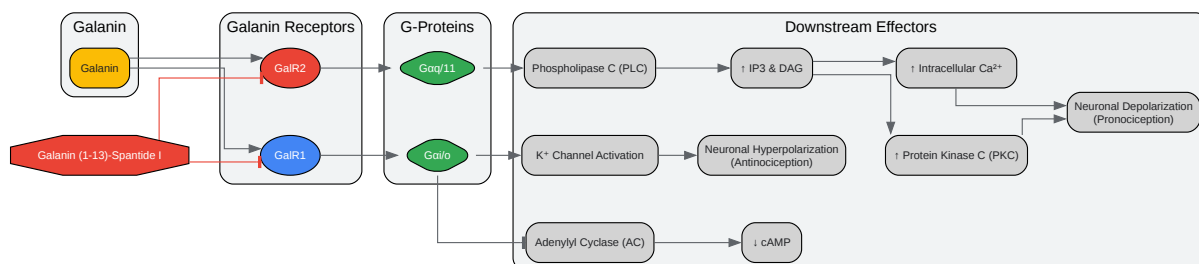 Galanin
Galanin Receptors
G-Proteins
Downstream Effectors
Galanin
GalR2
Gαq/11
Phospholipase C (PLC)
↑ IP3 & DAG
↑ Intracellular Ca²⁺
Neuronal Depolarization
(Pronociception)
Galanin (1-13)-Spantide I
GalR1
Gαi/o
K⁺ Channel Activation
Neuronal Hyperpolarization
(Antinociception)
↑ Protein Kinase C (PKC)
Adenylyl Cyclase (AC)
↓ cAMP